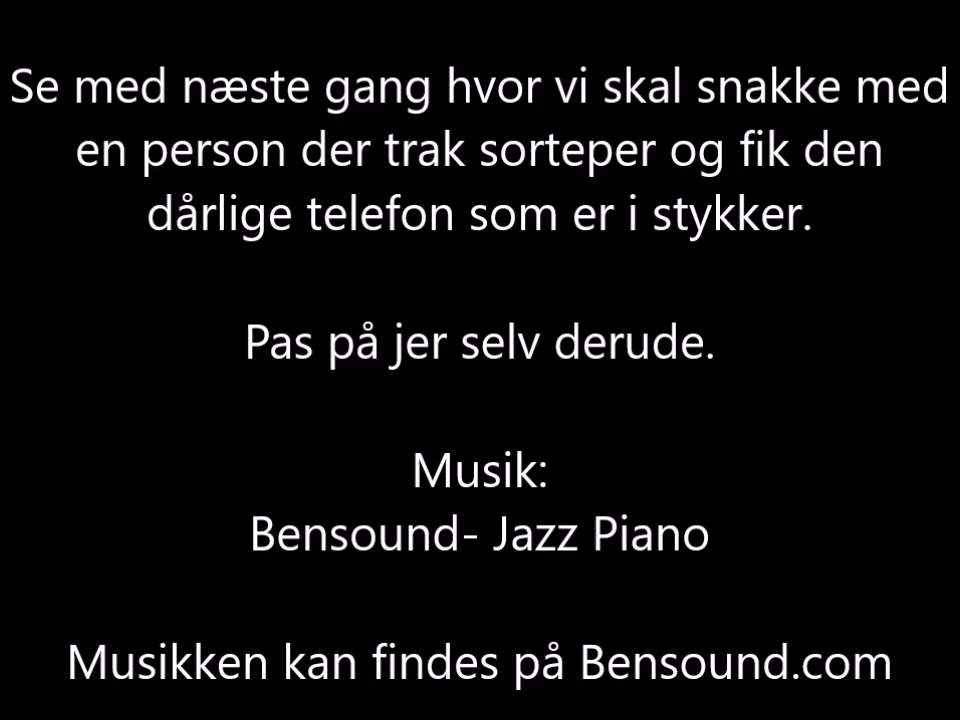 Se med næste gang hvor vi skal snakke med
en person der trak sorteper og fik den
dårlige telefon som er i stykker.
Pas på jer selv derude.
Musik:
Bensound- Jazz Piano
Musikken kan findes på Bensound.com